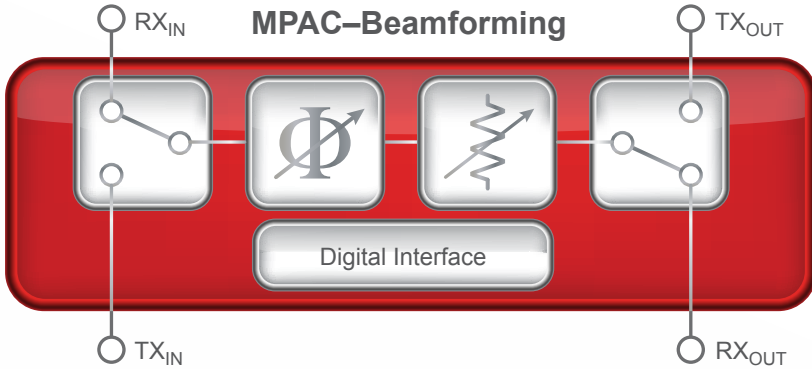 RXIN
MPAC–Beamforming
TXOUT
Φ
Digital Interface
TXIN
RXOUT